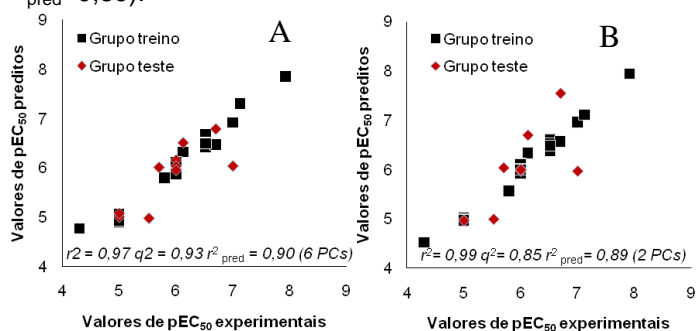 pred 0,89).
A
Grupo treino
Grupo teste
Valores de pEC50 preditos
9
8
7
6
5
4
r2 = 0,97 q2 = 0,93 r² pred = 0,90 (6 PCs)
4 5 6 7 8 9
Valores de pEC50 experimentais
B
Grupo treino
Grupo teste
Valores de pEC50 preditos
9
8
7
6
5
4
r²= 0,99 q²= 0,85 r² pred = 0,89 (2 PCs)
4 5 6 7 8 9
Valores de pEC50 experimentais